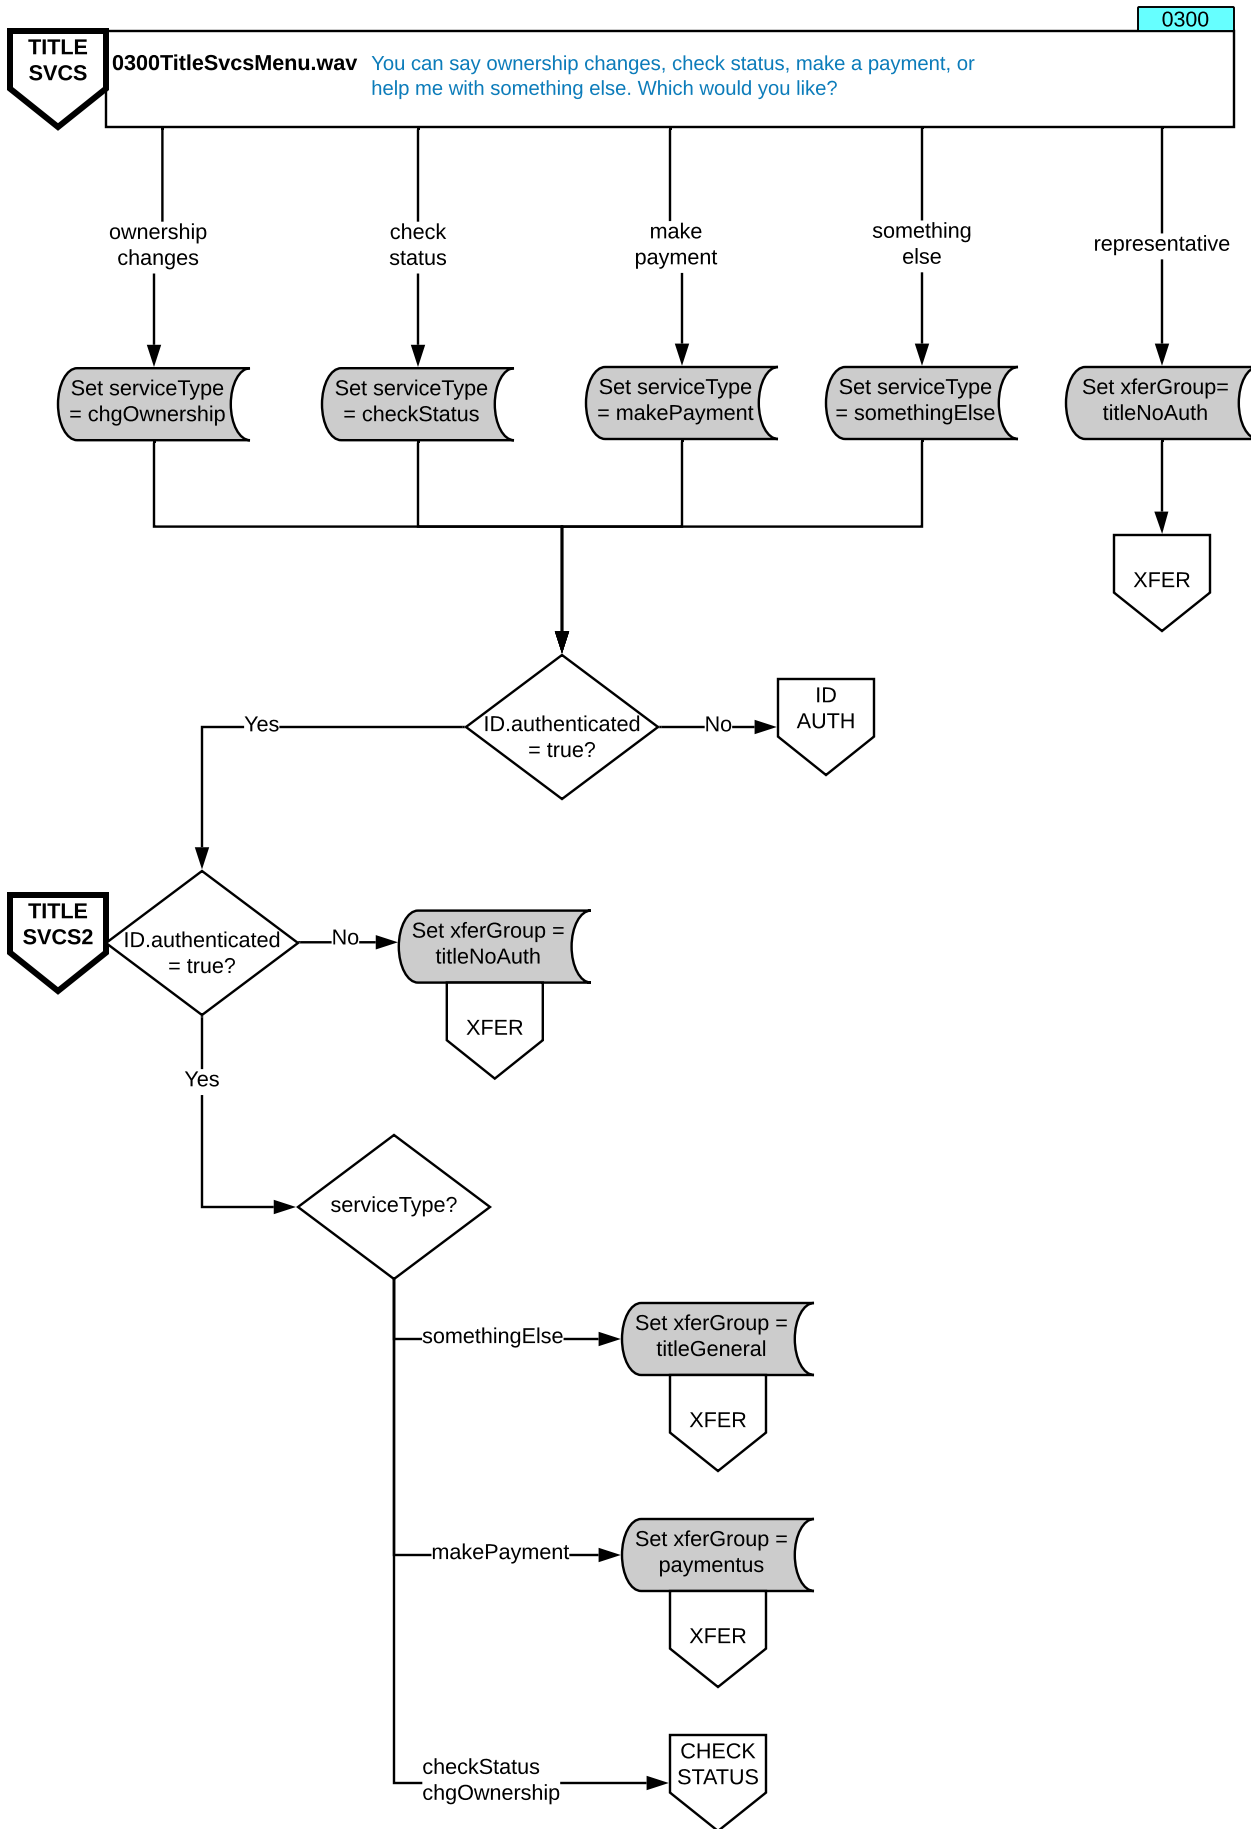 0300
TITLE
SVCS
0300TitleSvcsMenu.wav You can say ownership changes, check status, make a payment, or
help me with something else. Which would you like?
ownership
changes
check
status
make
payment
something
else
representative
Set serviceType
= chgOwnership
Set serviceType
= checkStatus
Set serviceType
= makePayment
Set serviceType
= somethingElse
Set xferGroup=
titleNoAuth
XFER
ID.authenticated
= true?
Yes
No
ID
AUTH
TITLE
SVCS2
ID.authenticated
= true?
No
Set xferGroup =
titleNoAuth
XFER
Yes
serviceType?
somethingElse
Set xferGroup =
titleGeneral
XFER
makePayment
Set xferGroup =
paymentus
XFER
checkStatus
chgOwnership
CHECK
STATUS